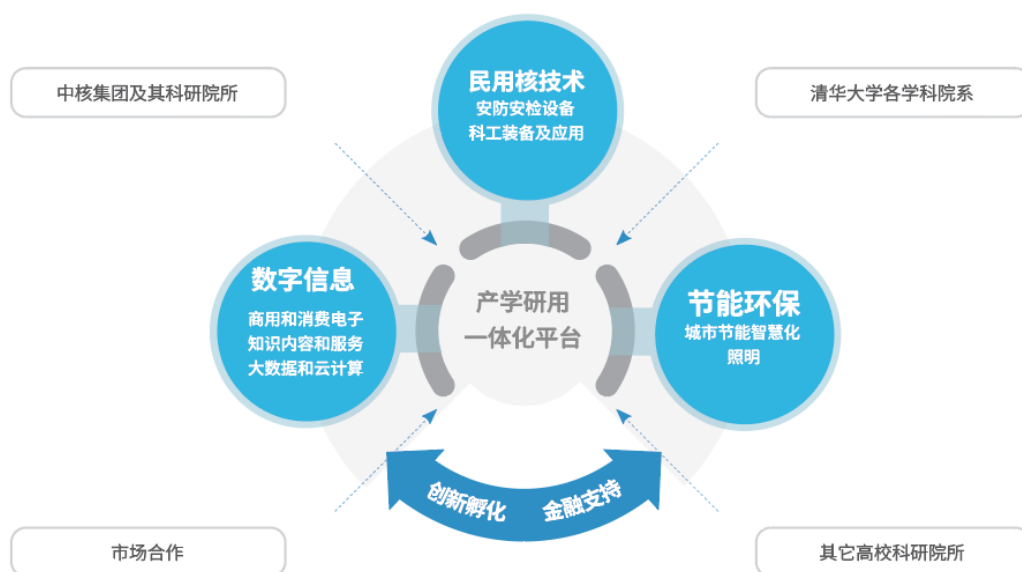 民用核技术
安防安检设备
科工装备及应用
中核集团及其科研院所
清华大学各学科院系
数字信息
商用和消费电子
知识内容和服务
大数据和云计算
产学研用
一体化平台
节能环保
城市节能智慧化
照明
创新孵化
金融支持
市场合作
其它高校科研院所